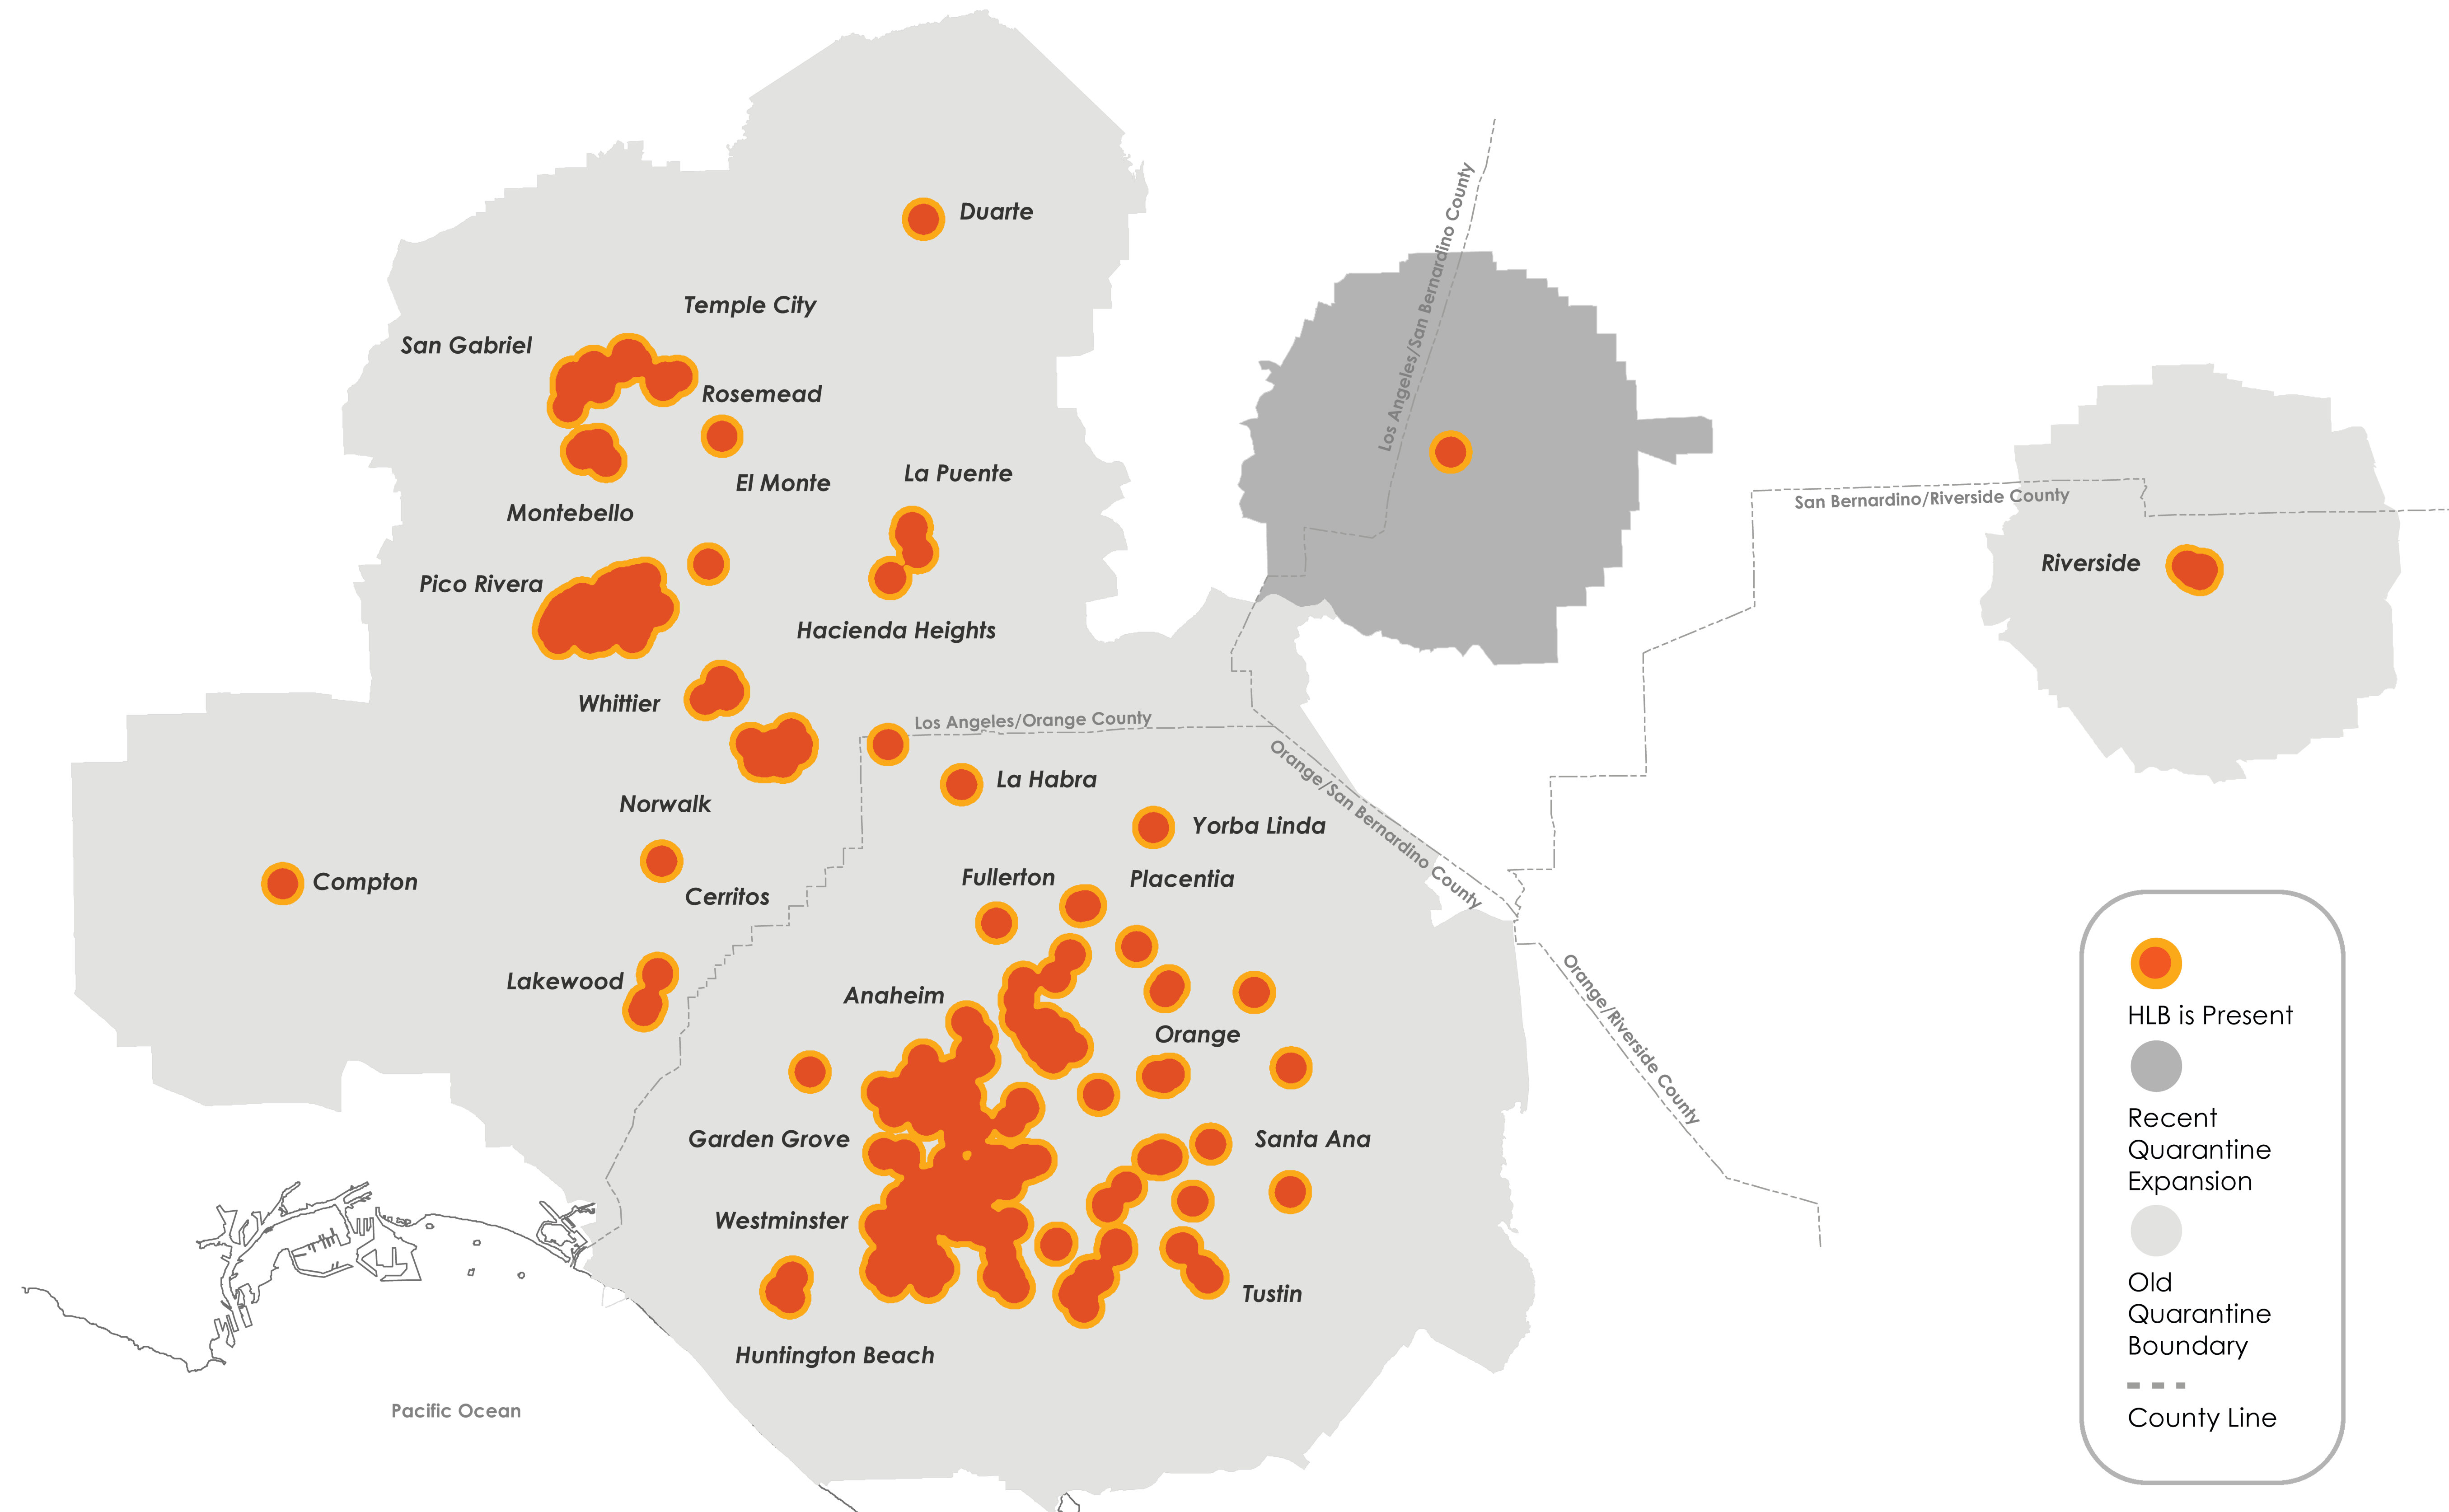 Duarte
Temple City
San Gabriel
Rosemead
El Monte
La Puente
Montebello
Pico Rivera
Hacienda Heights
Whittier
Los Angeles/Orange County
La Habra
Norwalk
Yorba Linda
Compton
Cerritos
Fullerton
Placentia
Lakewood
Anaheim
Orange
Garden Grove
Santa Ana
Westminster
Tustin
Huntington Beach
Pacific Ocean
Los Angeles/San Bernardino County
San Bernardino/Riverside County
Riverside
Orange/San Bernardino County
Orange/Riverside County
HLB is Present
Recent
Quarantine
Expansion
Old
Quarantine
Boundary
County Line